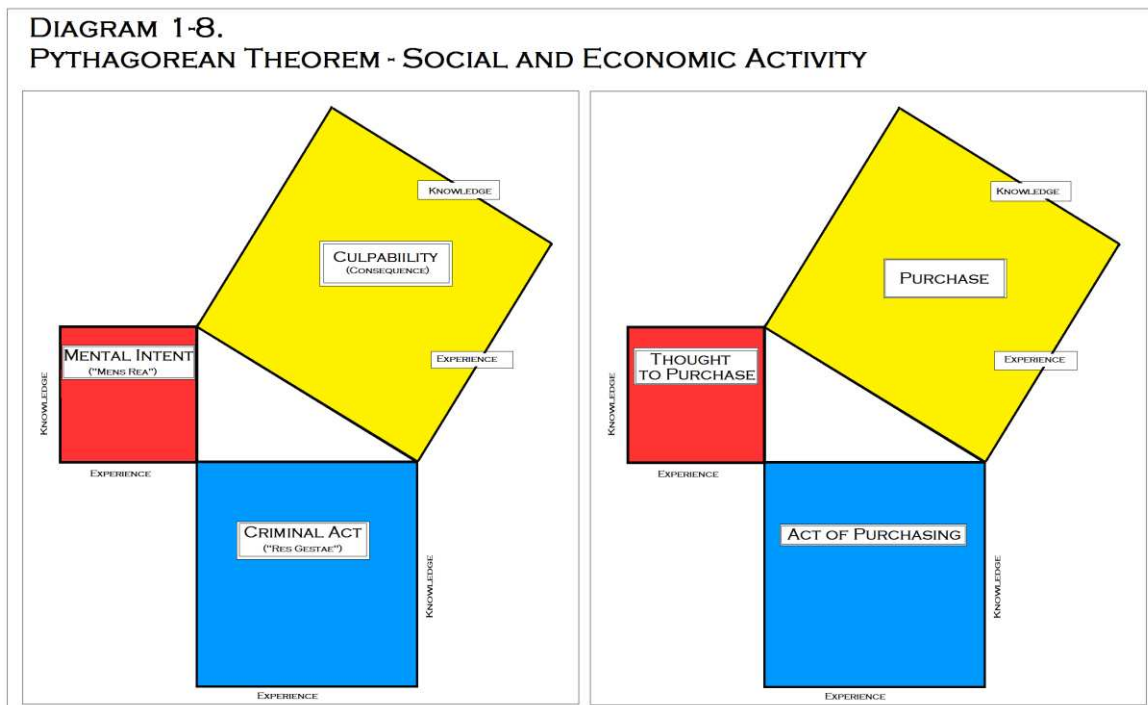 DIAGRAM 1-8.
PYTHAGOREAN THEOREM - SOCIAL AND ECONOMIC ACTIVITY
KNOWLEDGE
CULPABIILITY
(CONSEQUENCE)
EXPERIENCE
MENTAL INTENT
("MENS REA")
KNOWLEDGE
EXPERIENCE
CRIMINAL ACT
("RES GESTAE")
KNOWLEDGE
EXPERIENCE
KNOWLEDGE
PURCHASE
EXPERIENCE
THOUGHT
TO PURCHASE
KNOWLEDGE
EXPERIENCE
ACT OF PURCHASING
KNOWLEDGE
EXPERIENCE